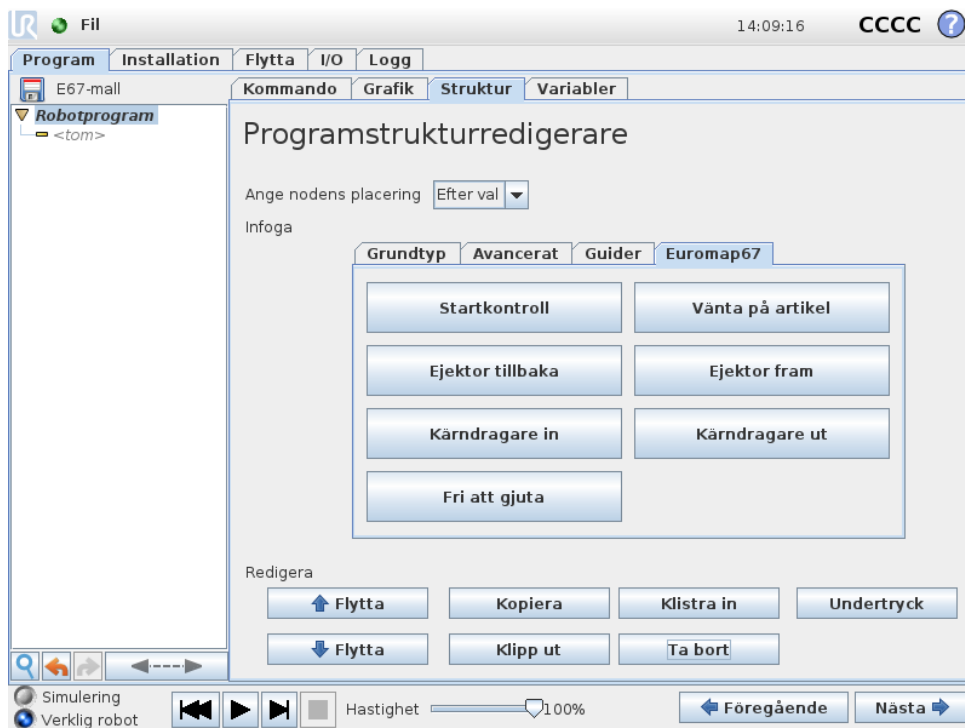 UR Fil 14:09:16 CCCC ?
Program Installation Flytta I/O Logg
E67-mall
Kommando Grafik Struktur Variabler
Robotprogram
<tom>
Programstrukturredigerare
Ange nodens placering Efter val
Infoga
Grundtyp Avancerat Guider Euromap67
Startkontroll Vänta på artikel
Ejektor tillbaka Ejektor fram
Kärndragare in Kärndragare ut
Fri att gjuta
Redigera
Flytta Kopiera Klistra in Undertryck
Flytta Klipp ut Ta bort
Simulering
Verklig robot
Hastighet 100% Föregående Nästa